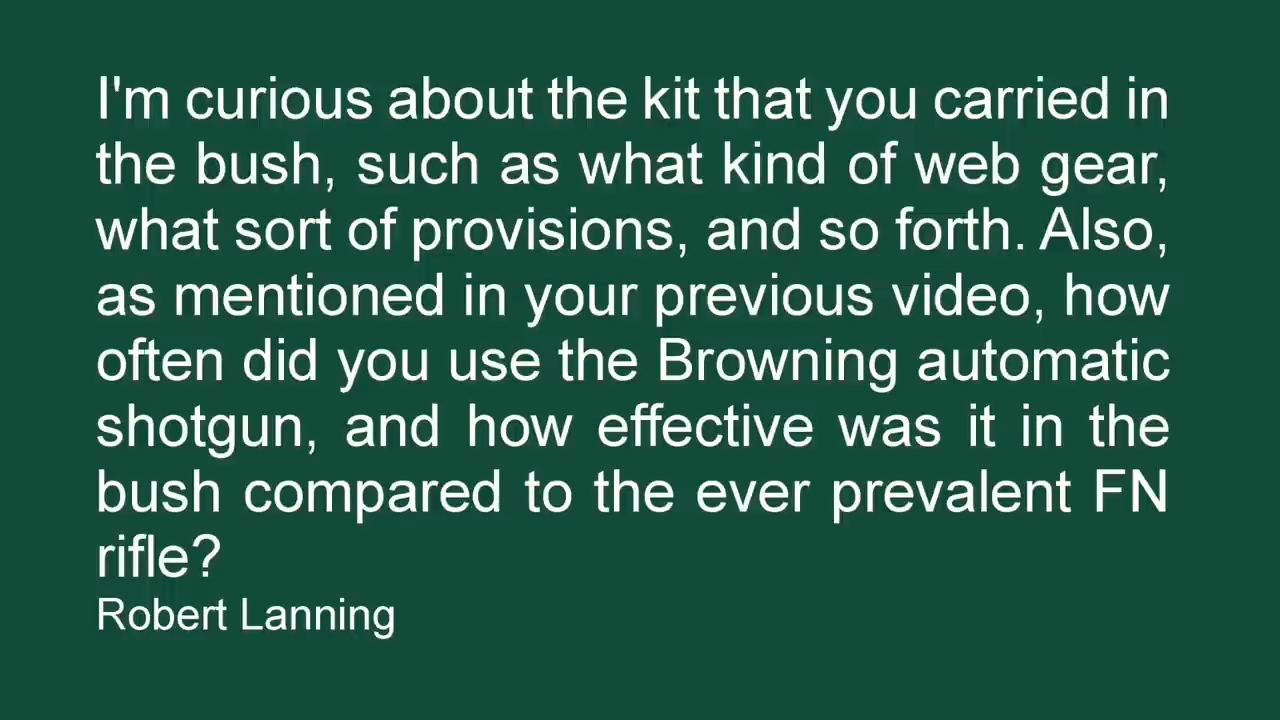 I'm curious about the kit that you carried in
the bush, such as what kind of web gear,
what sort of provisions, and so forth. Also,
as mentioned in your previous video, how
often did you use the Browning automatic
shotgun, and how effective was it in the
bush compared to the ever prevalent FN
rifle?
Robert Lanning